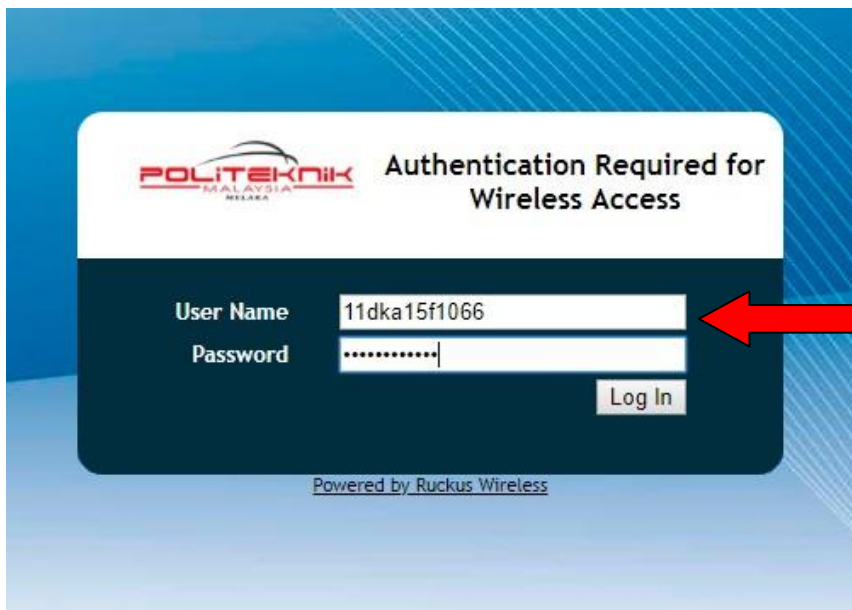 POLITEKNIK
MALAYSIA
MELAKA
Authentication Required for
Wireless Access
User Name 11dka15f1066
Password ••••••••••••
Log In
Powered by Ruckus Wireless